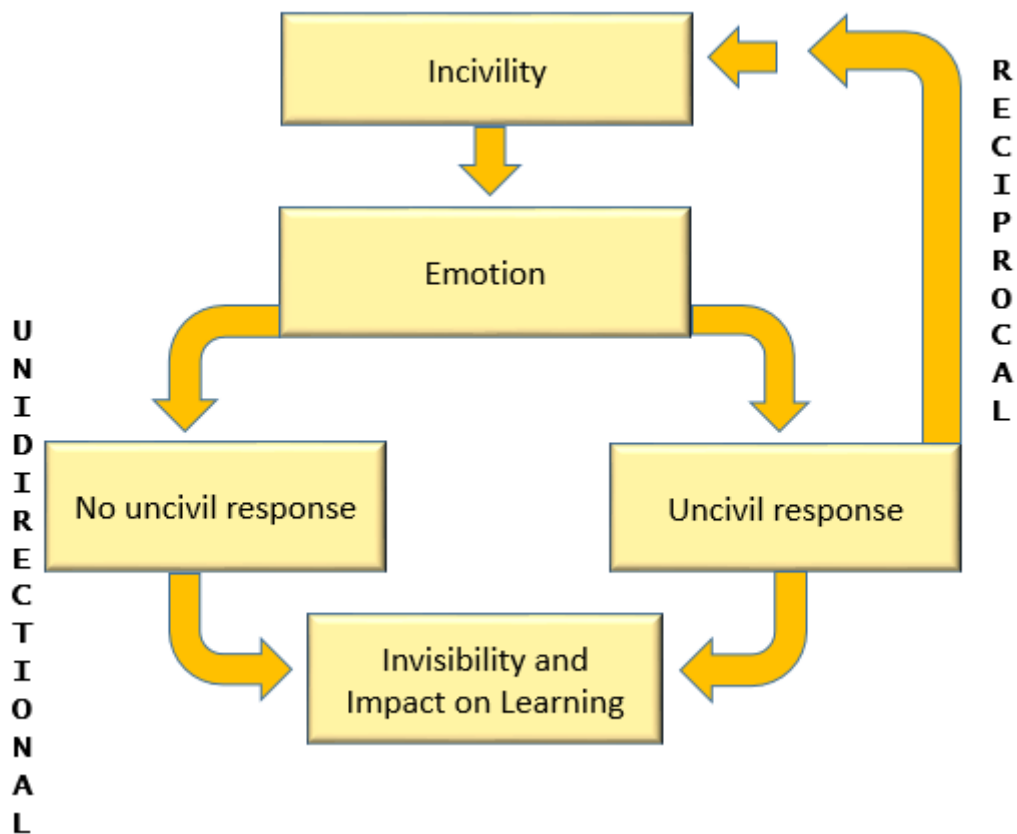 Incivility
RECIPROCAL
Emotion
UNIDIRECTIONAL
No uncivil response
Uncivil response
Invisibility and
Impact on Learning